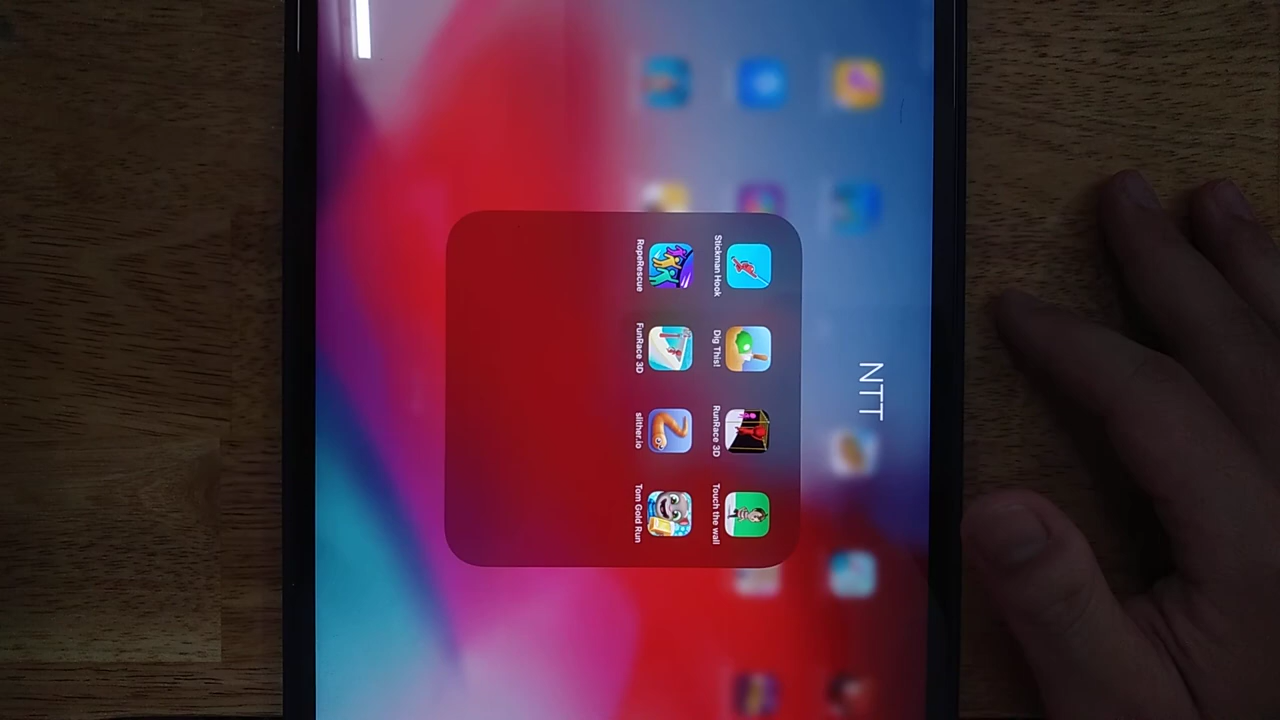 NTT
Stickman Hook
Dig This!
RunRace 3D
Touch the wall
RopeRescue
FunRace 3D
slither.io
Tom Gold Run